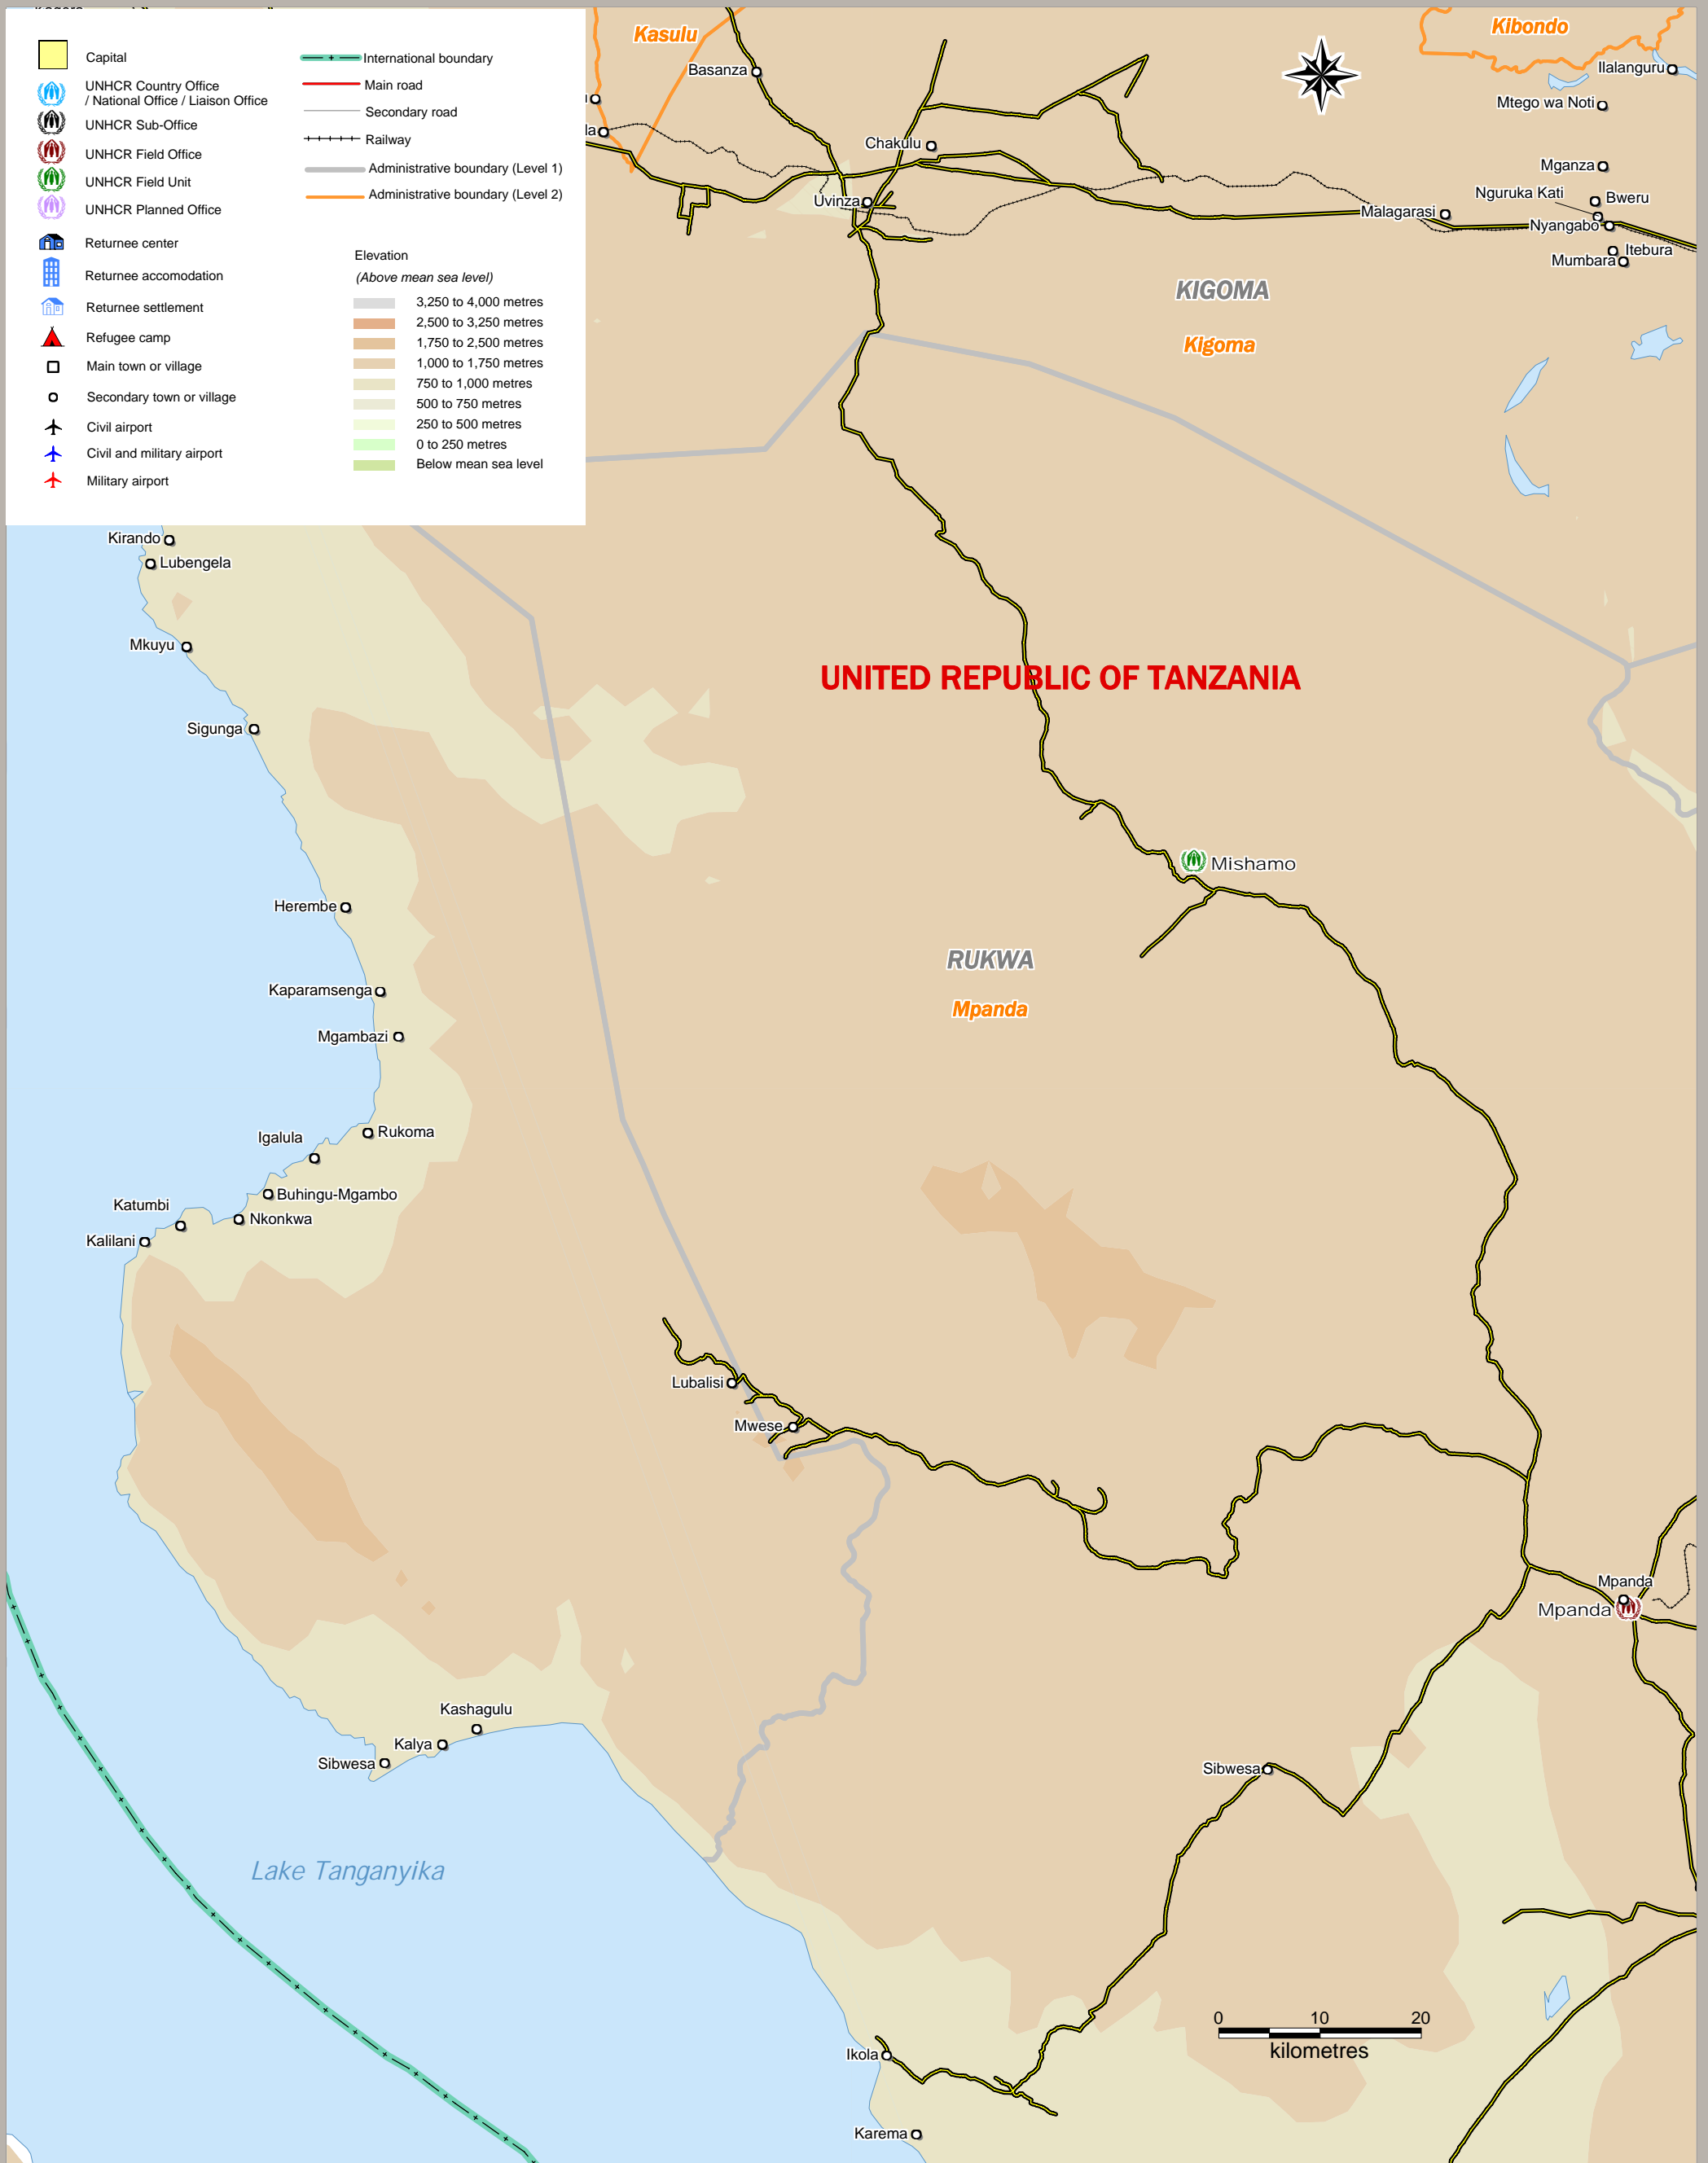 Capital
UNHCR Country Office
/ National Office / Liaison Office
UNHCR Sub-Office
UNHCR Field Office
UNHCR Field Unit
UNHCR Planned Office
Returnee center
Returnee accomodation
Returnee settlement
Refugee camp
Main town or village
Secondary town or village
Civil airport
Civil and military airport
Military airport
International boundary
Main road
Secondary road
Railway
Administrative boundary (Level 1)
Administrative boundary (Level 2)
Elevation
(Above mean sea level)
3,250 to 4,000 metres
2,500 to 3,250 metres
1,750 to 2,500 metres
1,000 to 1,750 metres
750 to 1,000 metres
500 to 750 metres
250 to 500 metres
0 to 250 metres
Below mean sea level
Kasulu
Kibondo
Basanza
Ilalanguru
Mtego wa Noti
la
Chakulu
Mganza
Nguruka Kati
Bweru
Uvinza
Malagarasi
Nyangabo
Itebura
Mumbara
KIGOMA
Kigoma
Kirando
Lubengela
Mkuyu
UNITED REPUBLIC OF TANZANIA
Sigunga
Mishamo
Herembe
RUKWA
Kaparamsenga
Mpanda
Mgambazi
Rukoma
Igalula
Buhingu-Mgambo
Katumbi
Nkonkwa
Kalilani
Lubalisi
Mwese
Mpanda
Mpanda
Kashagulu
Kalya
Sibwesa
Sibwesa
Lake Tanganyika
0 10 20
kilometres
Ikola
Karema